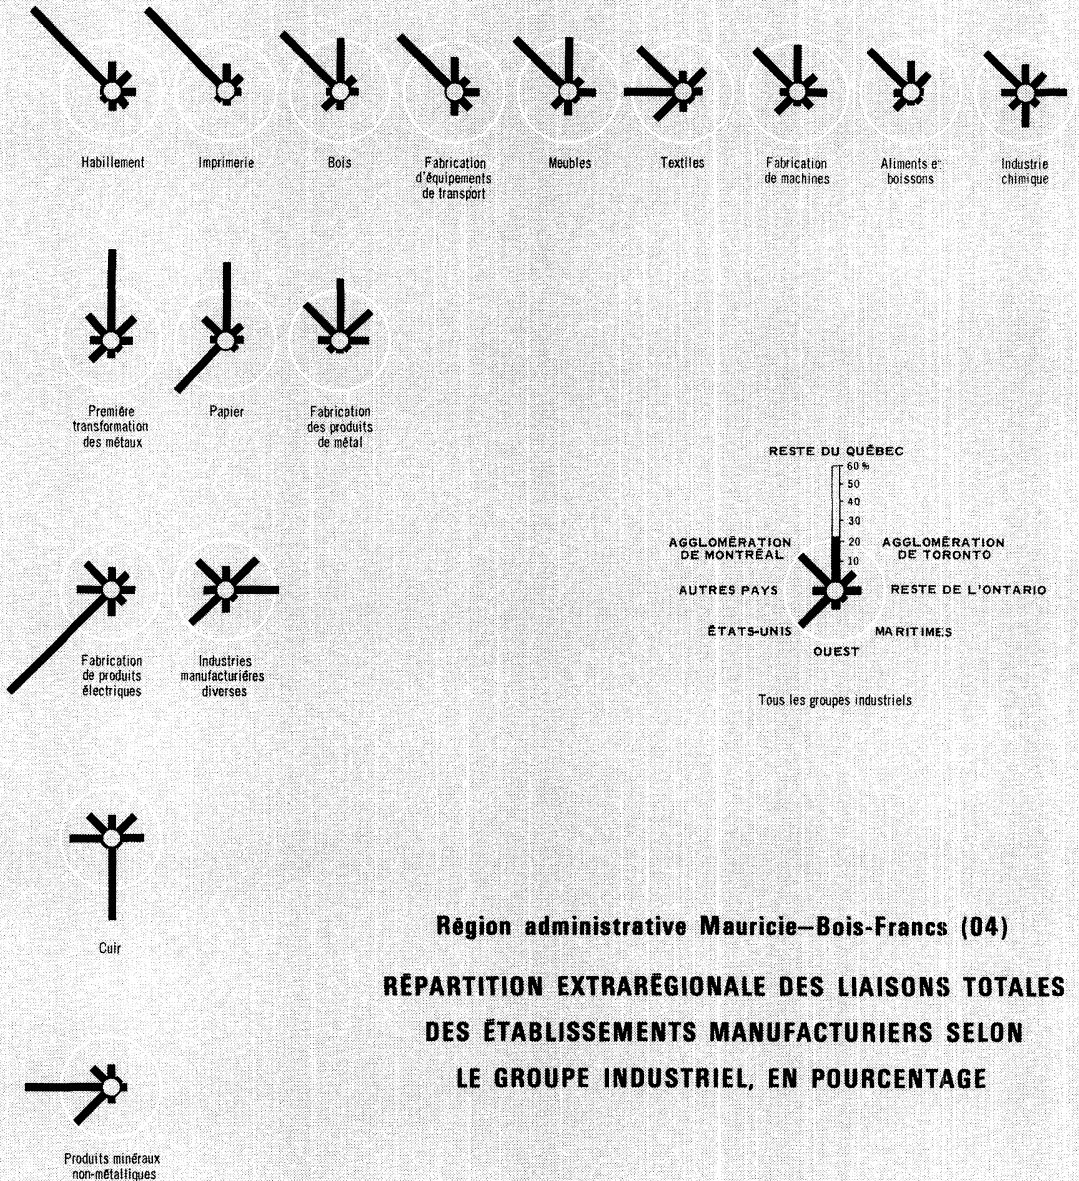 Habillement
Imprimerie
Bois
Fabrication
d'équipements
de transport
Meubles
Textiles
Fabrication
de machines
Aliments et
boissons
Industrie
chimique
Première
transformation
des métaux
Papier
Fabrication
des produits
de métal
RESTE DU QUÉBEC
60 %
50
40
30
20
10
AGGLOMÉRATION
DE MONTRÉAL
AGGLOMÉRATION
DE TORONTO
AUTRES PAYS
RESTE DE L'ONTARIO
ÉTATS-UNIS
MARITIMES
OUEST
Tous les groupes industriels
Fabrication
de produits
électriques
Industries
manufacturières
diverses
Cuir
Région administrative Mauricie–Bois-Francs (04)
RÉPARTITION EXTRARÉGIONALE DES LIAISONS TOTALES
DES ÉTABLISSEMENTS MANUFACTURIERS SELON
LE GROUPE INDUSTRIEL, EN POURCENTAGE
Produits minéraux
non-métalliques